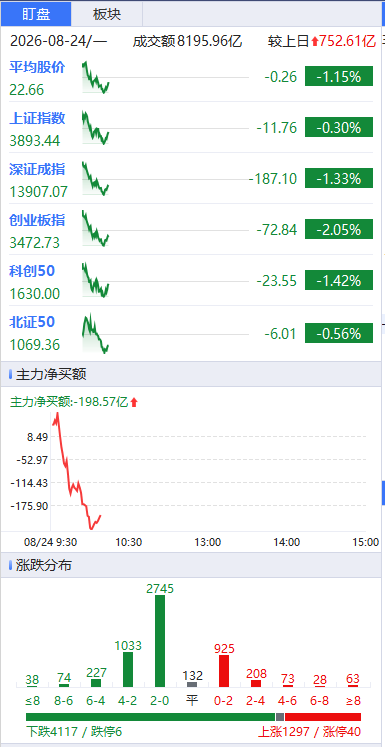 盯盘 板块
2026-08-24/— 成交额8195.96亿 较上日752.61亿
平均股价 -0.26 -1.15%
22.66
上证指数 -11.76 -0.30%
3893.44
深证成指 -187.10 -1.33%
13907.07
创业板指 -72.84 -2.05%
3472.73
科创50 -23.55 -1.42%
1630.00
北证50 -6.01 -0.56%
1069.36
主力净买额
主力净买额:-198.57亿
8.49
-52.97
-114.43
-175.90
08/24 9:30 10:30 13:00 14:00 15:00
涨跌分布
38 74 227 1033 2745 132 925 208 73 28 63
≤8 8-6 6-4 4-2 2-0 平 0-2 2-4 4-6 6-8 ≥8
下跌4117 / 跌停6 上涨1297 / 涨停40